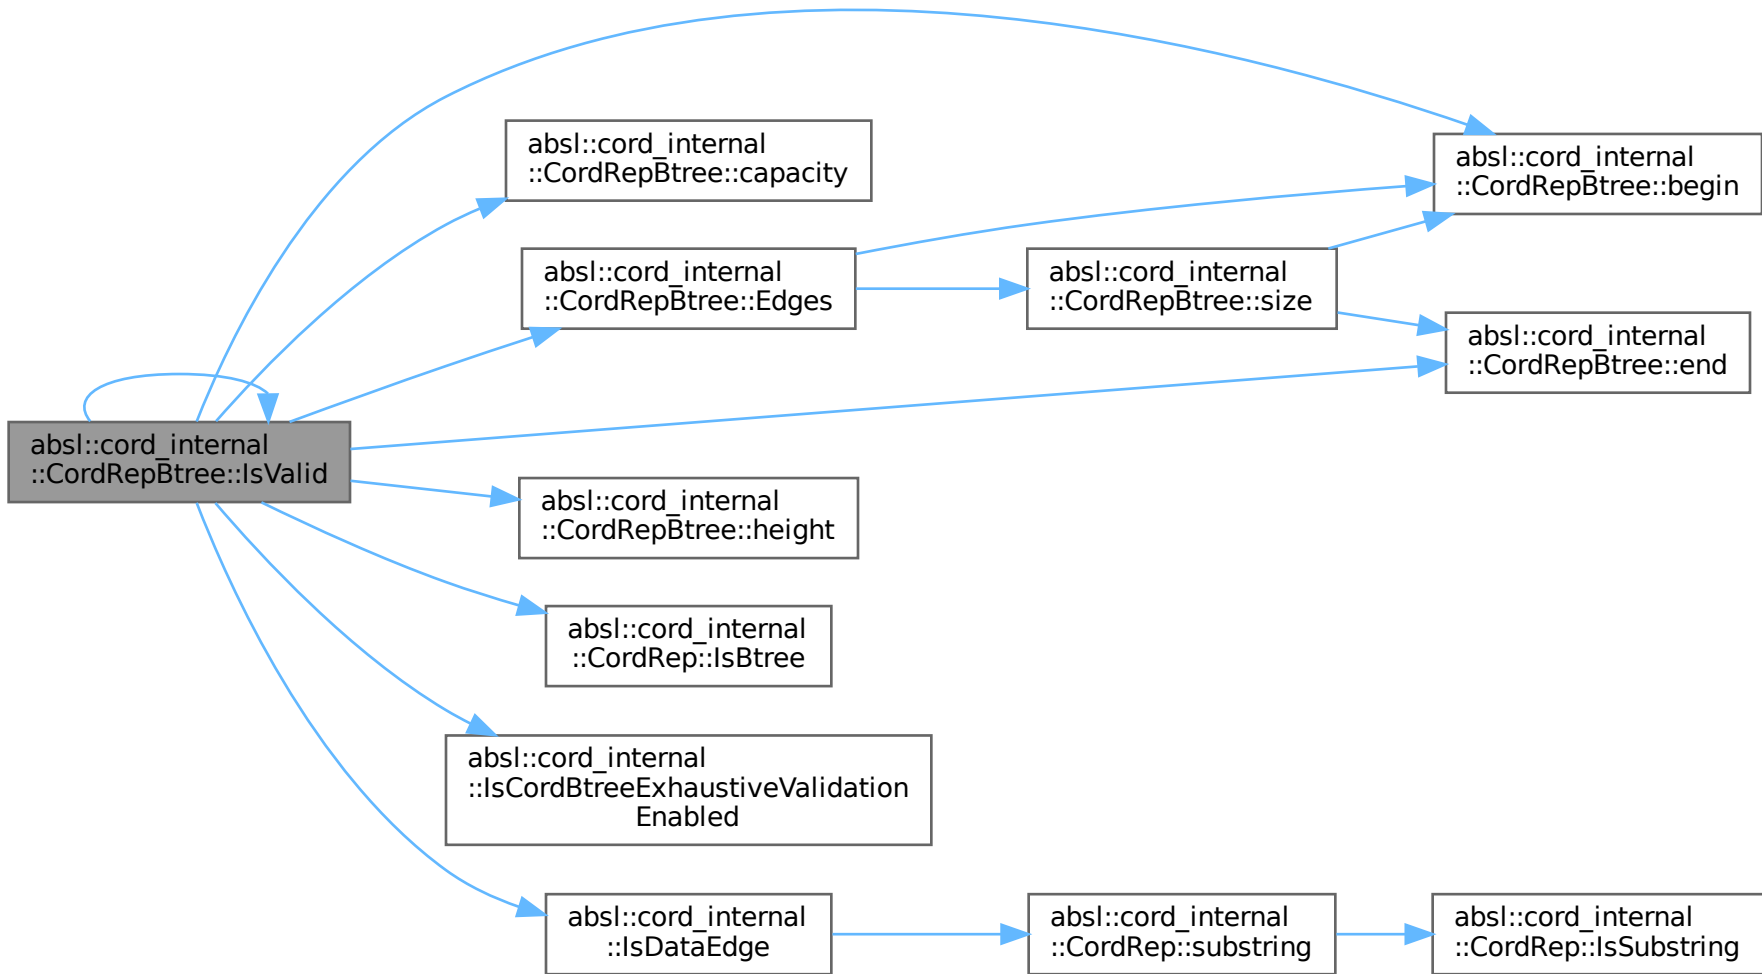 absl::cord_internal
::CordRepBtree::capacity
absl::cord_internal
::CordRepBtree::begin
absl::cord_internal
::CordRepBtree::Edges
absl::cord_internal
::CordRepBtree::size
absl::cord_internal
::CordRepBtree::end
absl::cord_internal
::CordRepBtree::IsValid
absl::cord_internal
::CordRepBtree::height
absl::cord_internal
::CordRep::IsBtree
absl::cord_internal
::IsCordBtreeExhaustiveValidation
Enabled
absl::cord_internal
::IsDataEdge
absl::cord_internal
::CordRep::substring
absl::cord_internal
::CordRep::IsSubstring